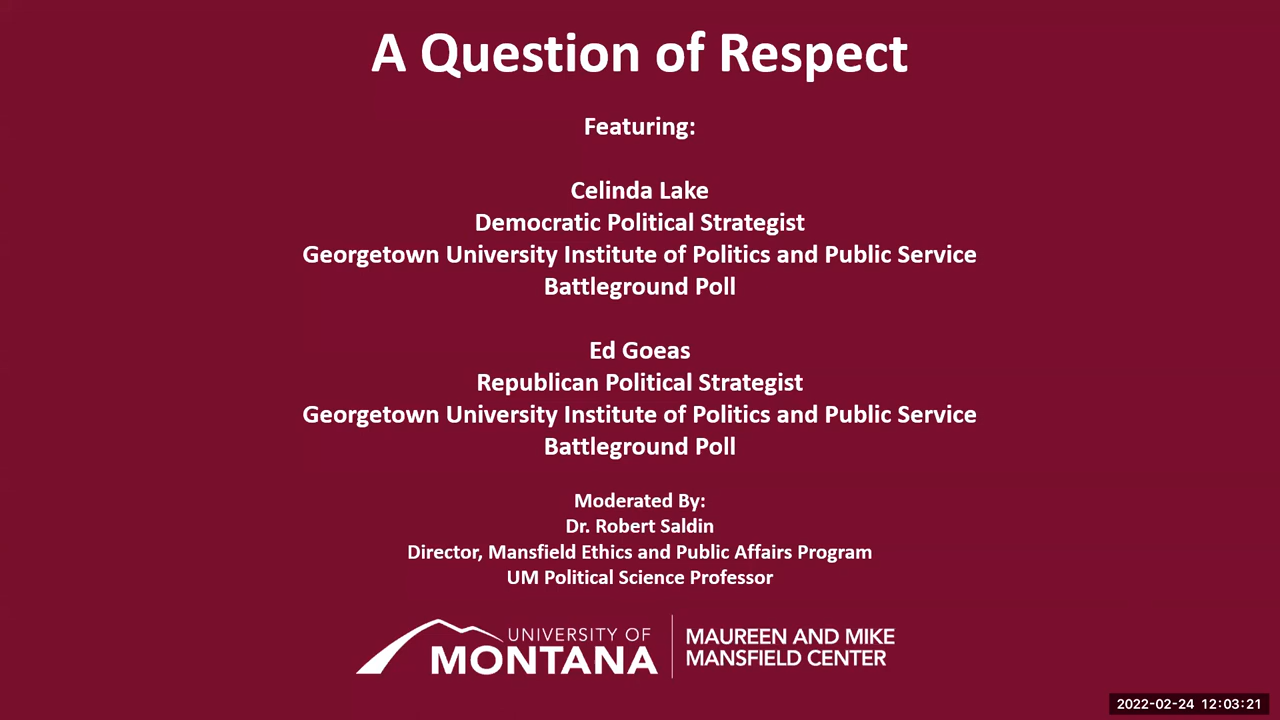 A Question of Respect
Featuring:
Celinda Lake
Democratic Political Strategist
Georgetown University Institute of Politics and Public Service
Battleground Poll
Ed Goeas
Republican Political Strategist
Georgetown University Institute of Politics and Public Service
Battleground Poll
Moderated By:
Dr. Robert Saldin
Director, Mansfield Ethics and Public Affairs Program
UM Political Science Professor
UNIVERSITY OF
MONTANA
MAUREEN AND MIKE
MANSFIELD CENTER
2022-02-24 12:03:21